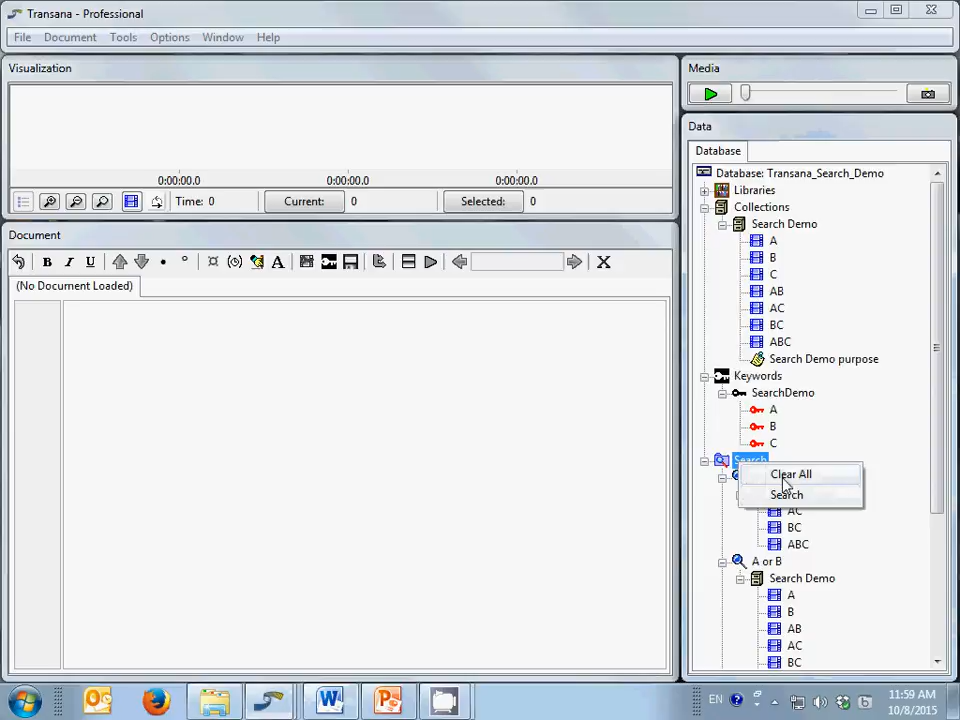 Transana - Professional
File Document Tools Options Window Help
Visualization
0:00:00.0 0:00:00.0 0:00:00.0
Time: 0 Current: 0 Selected: 0
Document
B I U A X
(No Document Loaded)
Media
Data
Database
Database: Transana_Search_Demo
Libraries
Collections
Search Demo
A
B
C
AB
AC
BC
ABC
Search Demo purpose
Keywords
SearchDemo
A
B
C
Search
Clear All
Search
AC
BC
ABC
A or B
Search Demo
A
B
AB
AC
BC
EN
11:59 AM
10/8/2015